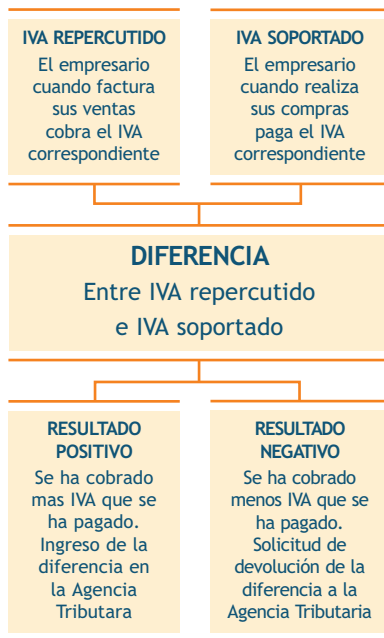 IVA REPERCUTIDO
El empresario
cuando factura
sus ventas
cobra el IVA
correspondiente
IVA SOPORTADO
El empresario
cuando realiza
sus compras
paga el IVA
correspondiente
DIFERENCIA
Entre IVA repercutido
e IVA soportado
RESULTADO
POSITIVO
Se ha cobrado
mas IVA que se
ha pagado.
Ingreso de la
diferencia en
la Agencia
Tributara
RESULTADO
NEGATIVO
Se ha cobrado
menos IVA que se
ha pagado.
Solicitud de
devolución de la
diferencia a la
Agencia Tributaria